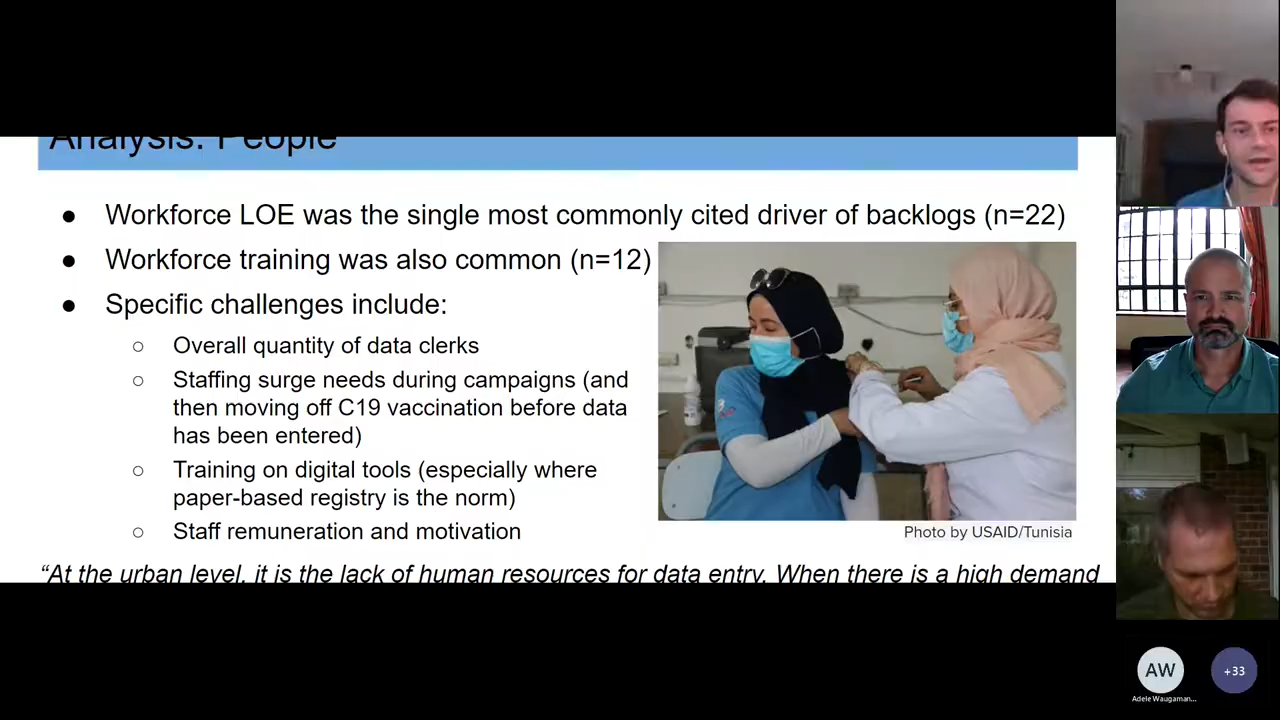 Analysis: People
● Workforce LOE was the single most commonly cited driver of backlogs (n=22)
● Workforce training was also common (n=12)
● Specific challenges include:
○ Overall quantity of data clerks
○ Staffing surge needs during campaigns (and
then moving off C19 vaccination before data
has been entered)
○ Training on digital tools (especially where
paper-based registry is the norm)
○ Staff remuneration and motivation
Photo by USAID/Tunisia
“At the urban level, it is the lack of human resources for data entry. When there is a high demand
AW
+33
Adele Waugaman...